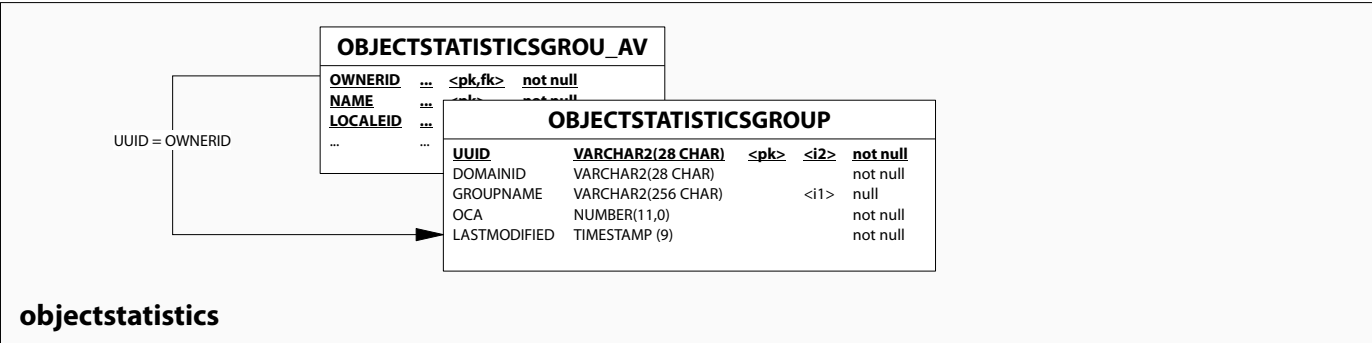 OBJECTSTATISTICSGROU_AV
OWNERID ... <pk,fk> not null
NAME ...
LOCALEID ...
... ...
UUID = OWNERID
OBJECTSTATISTICSGROUP
UUID VARCHAR2(28 CHAR) <pk> <i2> not null
DOMAINID VARCHAR2(28 CHAR) not null
GROUPNAME VARCHAR2(256 CHAR) <i1> null
OCA NUMBER(11,0) not null
LASTMODIFIED TIMESTAMP (9) not null
objectstatistics